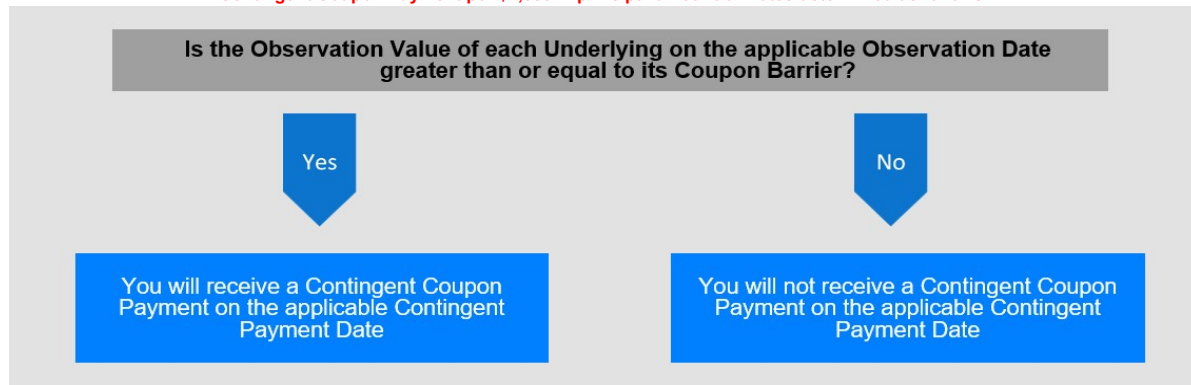 Is the Observation Value of each Underlying on the applicable Observation Date
greater than or equal to its Coupon Barrier?
Yes
No
You will receive a Contingent Coupon
Payment on the applicable Contingent
Payment Date
You will not receive a Contingent Coupon
Payment on the applicable Contingent
Payment Date